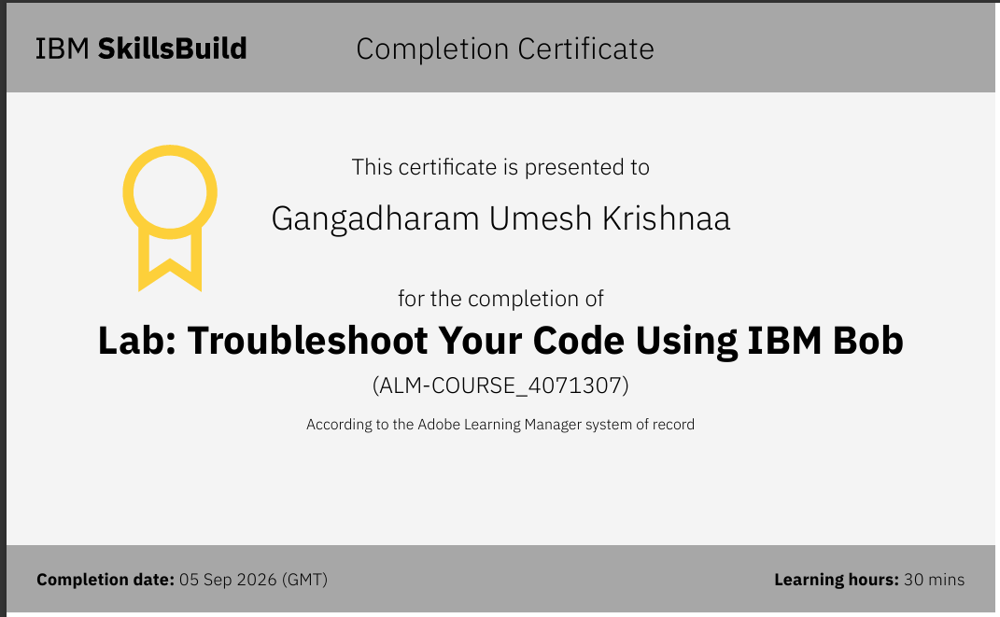 IBM SkillsBuild
Completion Certificate
This certificate is presented to
Gangadharam Umesh Krishnaa
for the completion of
Lab: Troubleshoot Your Code Using IBM Bob
(ALM-COURSE_4071307)
According to the Adobe Learning Manager system of record
Completion date: 05 Sep 2026 (GMT)
Learning hours: 30 mins